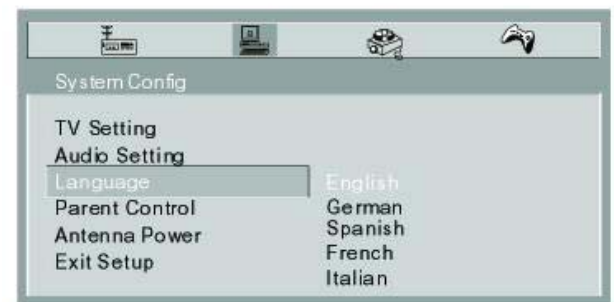 System Config
TV Setting
Audio Setting
Language
Parent Control
Antenna Power
Exit Setup
English
German
Spanish
French
Italian